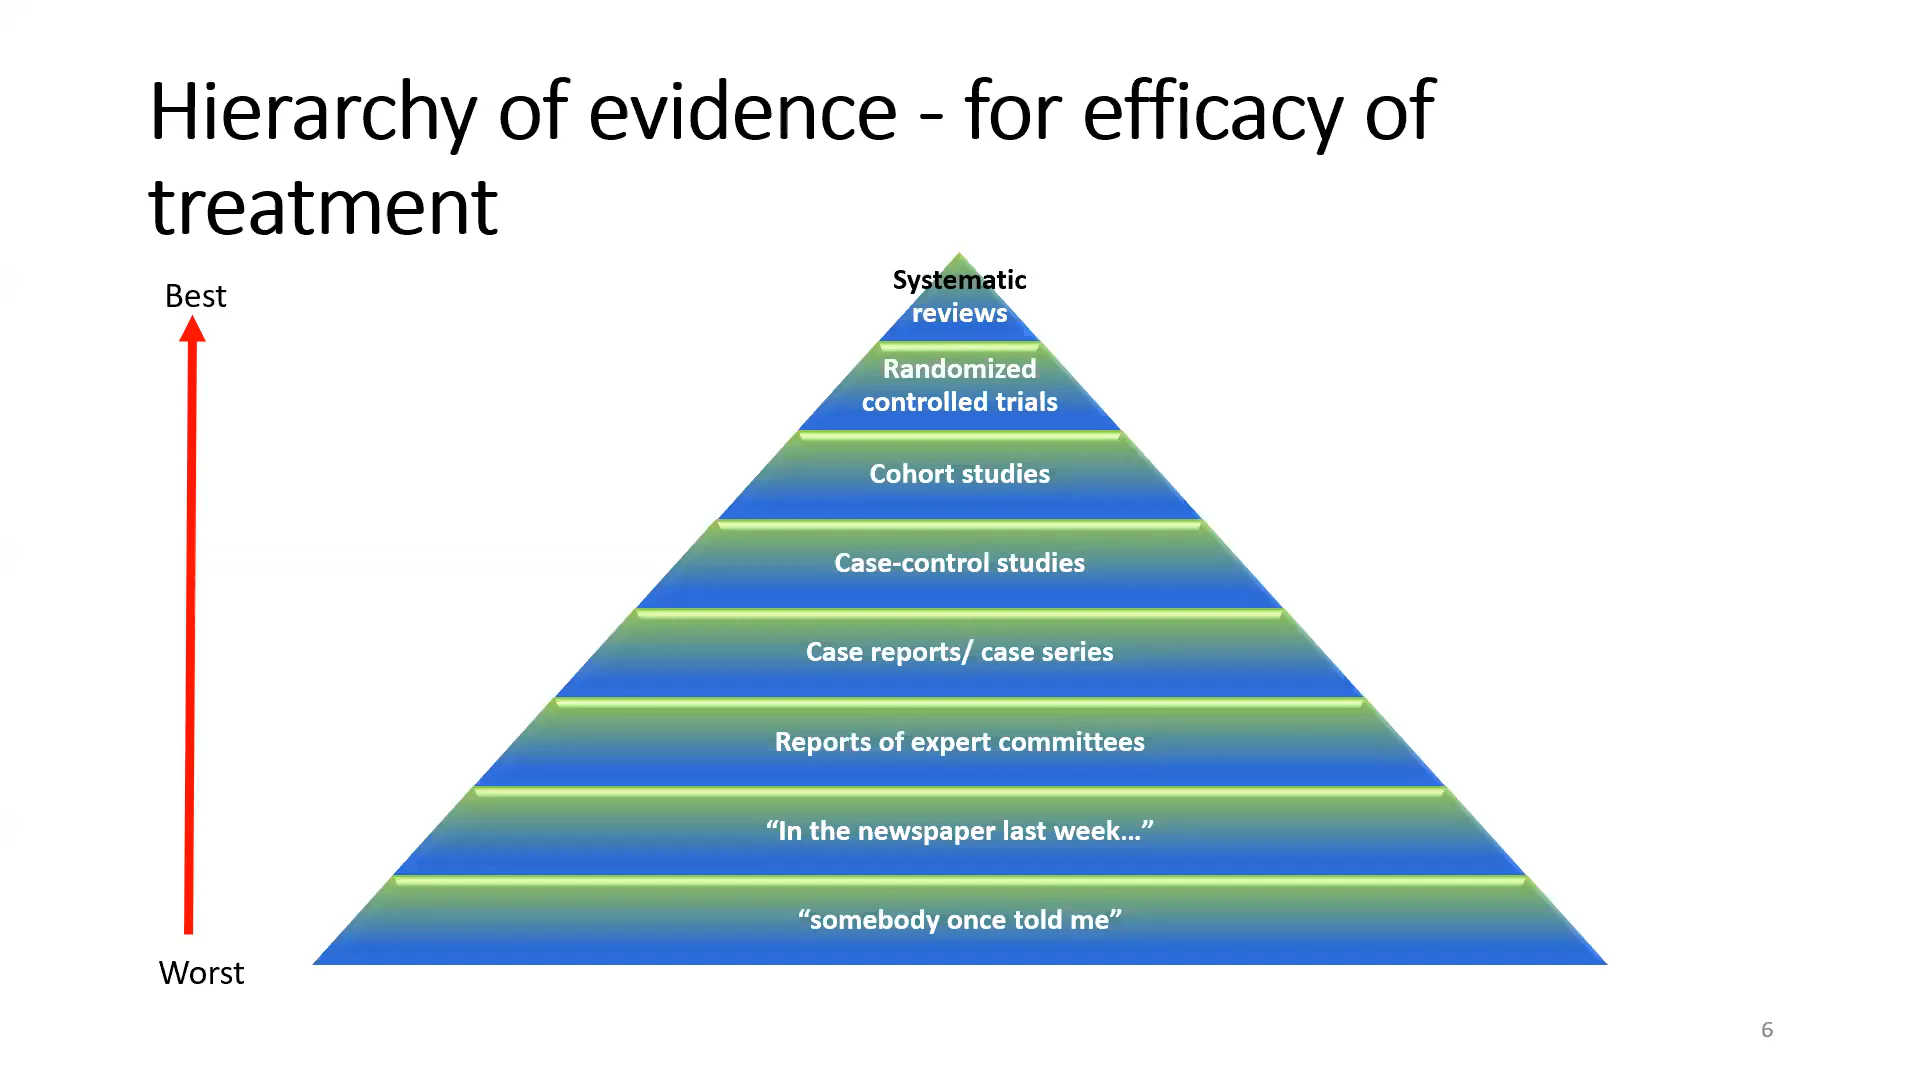 Hierarchy of evidence - for efficacy of
treatment
Best
Systematic
reviews
Randomized
controlled trials
Cohort studies
Case-control studies
Case reports/ case series
Reports of expert committees
“In the newspaper last week...”
“somebody once told me”
Worst
6